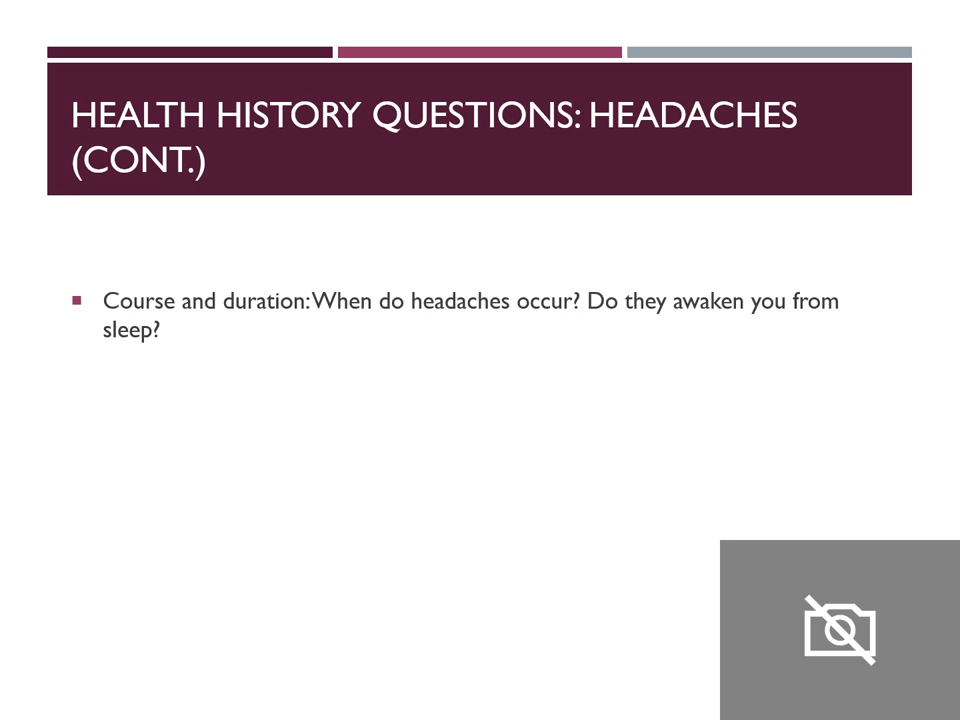 HEALTH HISTORY QUESTIONS: HEADACHES
(CONT.)
Course and duration: When do headaches occur? Do they awaken you from
sleep?